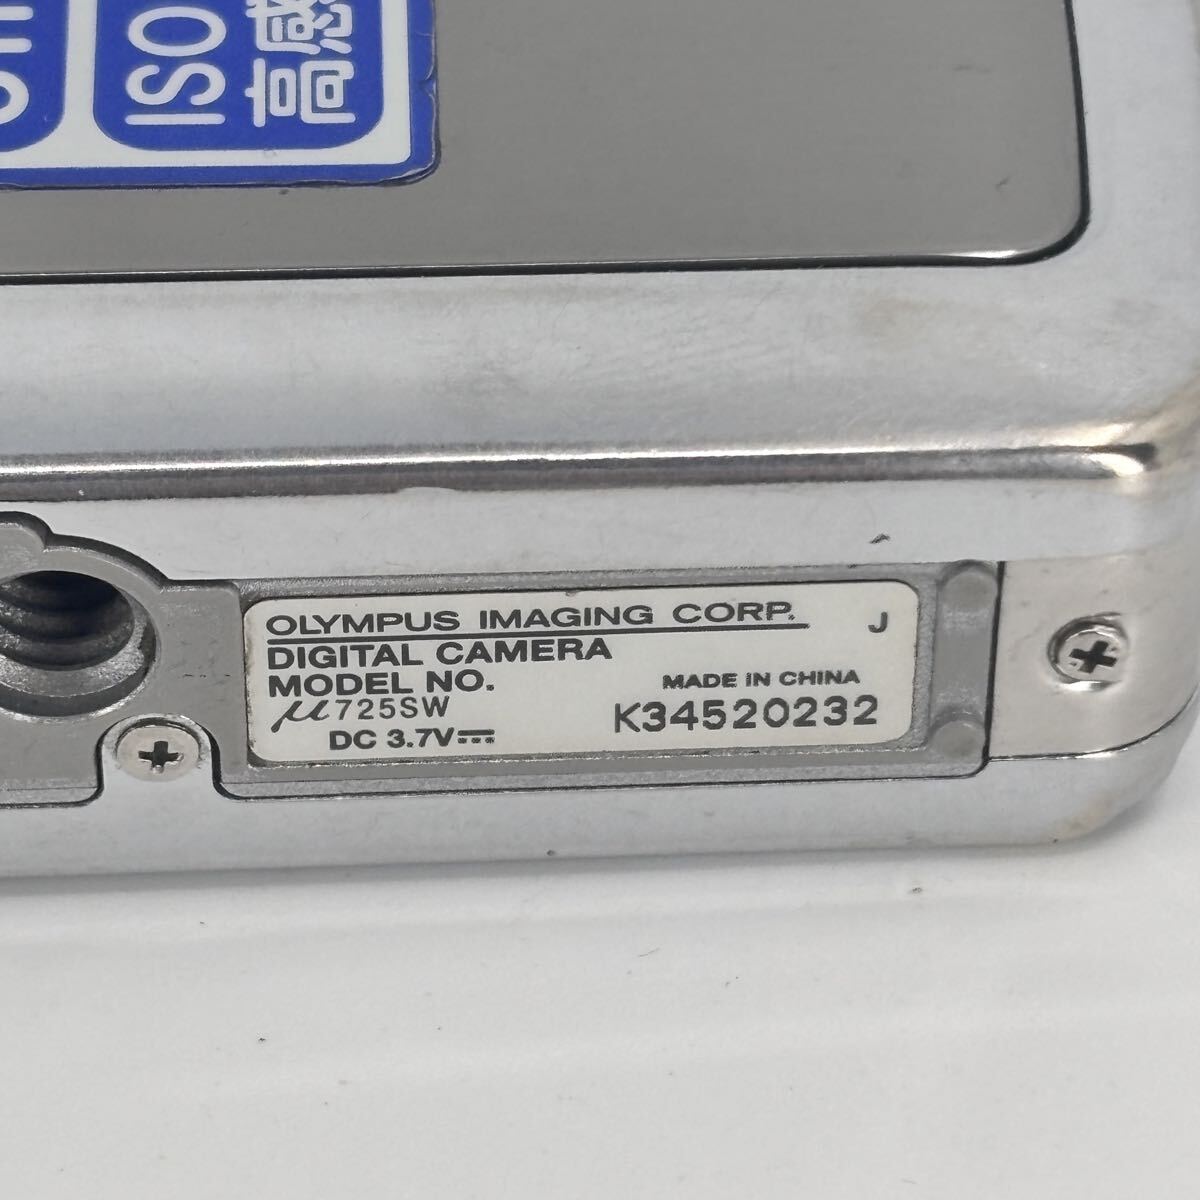 ISO
高感
OLYMPUS IMAGING CORP.
J
DIGITAL CAMERA
MODEL NO.
MADE IN CHINA
μ725SW
K34520232
DC 3.7V⎓